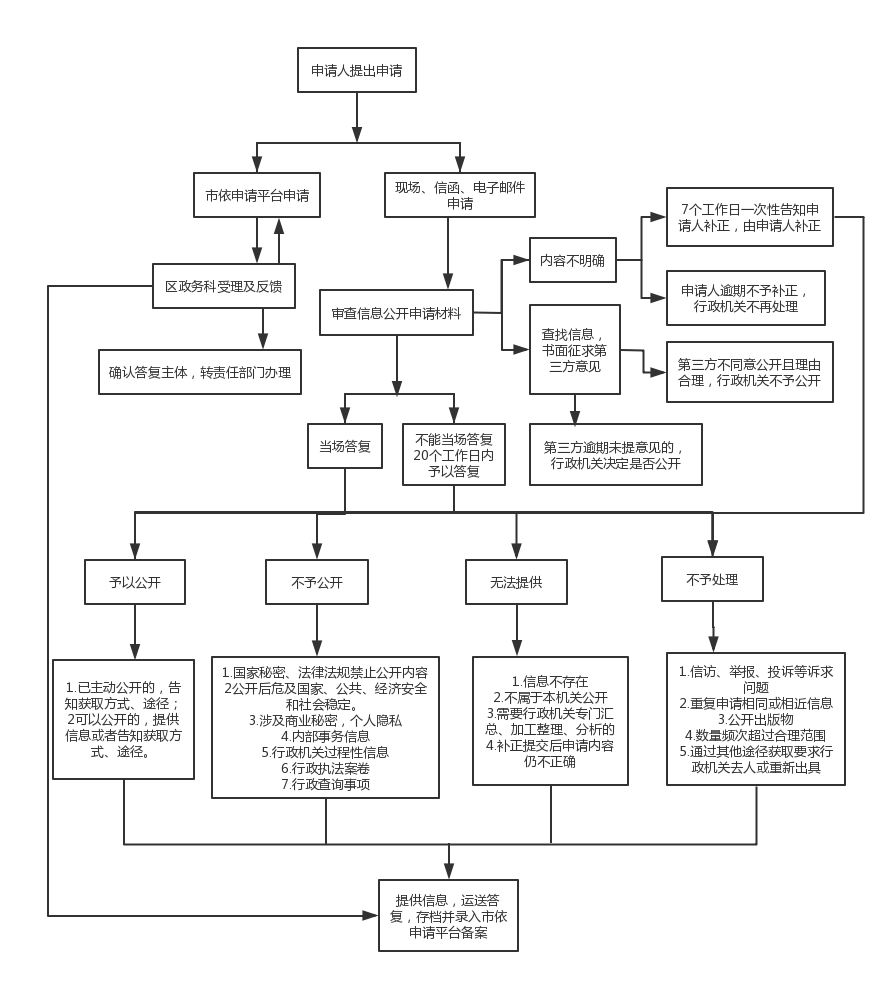 申请人提出申请
市依申请平台申请
现场、信函、电子邮件
申请
7个工作日一次性告知申
请人补正，由申请人补正
内容不明确
区政务科受理及反馈
审查信息公开申请材料
申请人逾期不予补正，
行政机关不再处理
查找信息，
书面征求第
三方意见
确认答复主体，转责任部门办理
第三方不同意公开且理由
合理，行政机关不予公开
当场答复
不能当场答复
20个工作日内
予以答复
第三方逾期未提意见的，
行政机关决定是否公开
予以公开
不予公开
无法提供
不予处理
1.已主动公开的，告
知获取方式、途径；
2可以公开的，提供
信息或者告知获取方
式、途径。
1.国家秘密、法律法规禁止公开内容
2公开后危及国家、公共、经济安全
和社会稳定。
3.涉及商业秘密，个人隐私
4.内部事务信息
5.行政机关过程性信息
6.行政执法案卷
7.行政查询事项
1.信息不存在
2.不属于本机关公开
3.需要行政机关专门汇
总、加工整理、分析的
4.补正提交后申请内容
仍不正确
1.信访、举报、投诉等诉求
问题
2.重复申请相同或相近信息
3.公开出版物
4.数量频次超过合理范围
5.通过其他途径获取要求行
政机关去人或重新出具
提供信息，运送答
复，存档并录入市依
申请平台备案